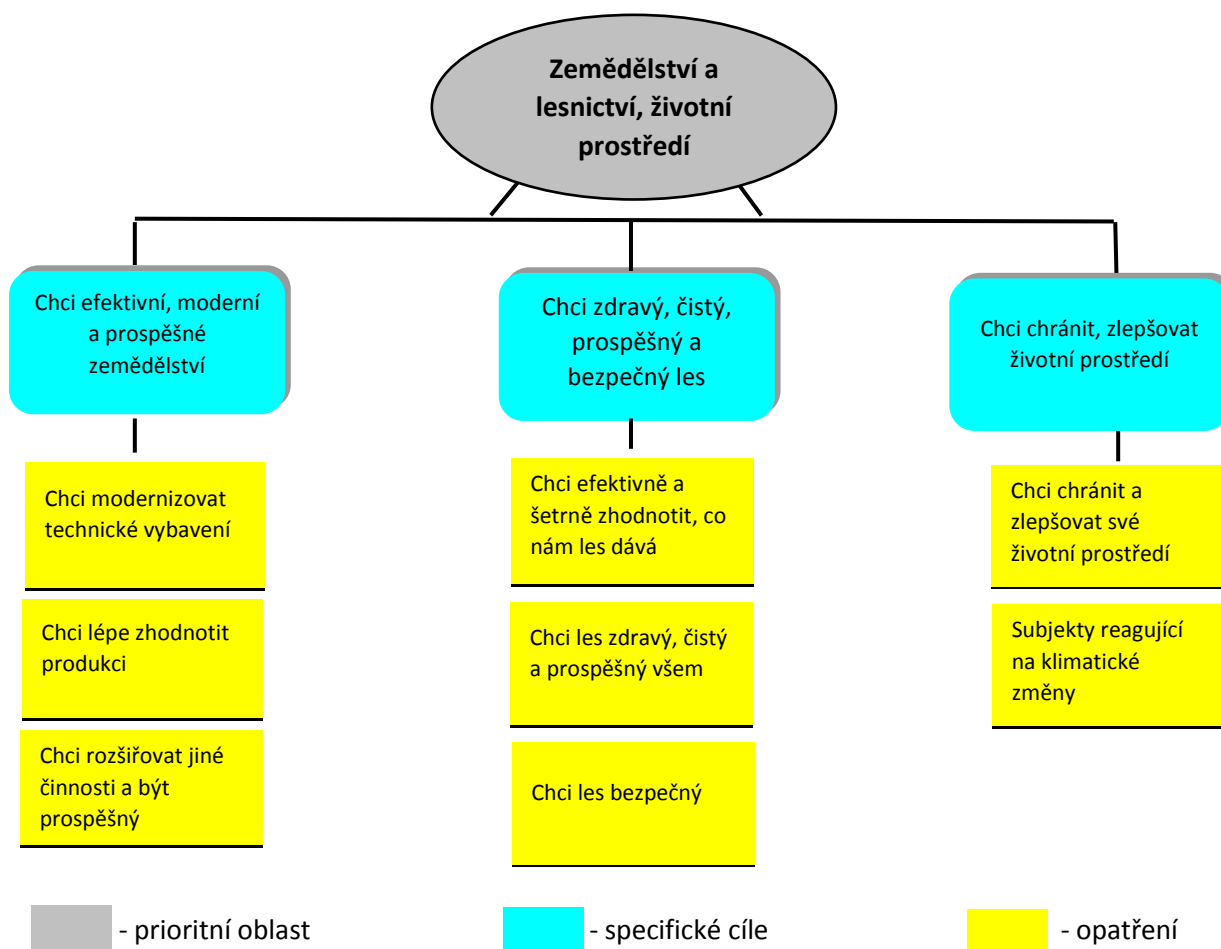 Zemědělství a
lesnictví, životní
prostředí
Chci efektivní, moderní
a prospěšné
zemědělství
Chci zdravý, čistý,
prospěšný a
bezpečný les
Chci chránit, zlepšovat
životní prostředí
Chci modernizovat
technické vybavení
Chci lépe zhodnotit
produkci
Chci rozšiřovat jiné
činnosti a být
prospěšný
Chci efektivně a
šetrně zhodnotit, co
nám les dává
Chci les zdravý, čistý
a prospěšný všem
Chci les bezpečný
Chci chránit a
zlepšovat své
životní prostředí
Subjekty reagující
na klimatické
změny
- prioritní oblast
- specifické cíle
- opatření